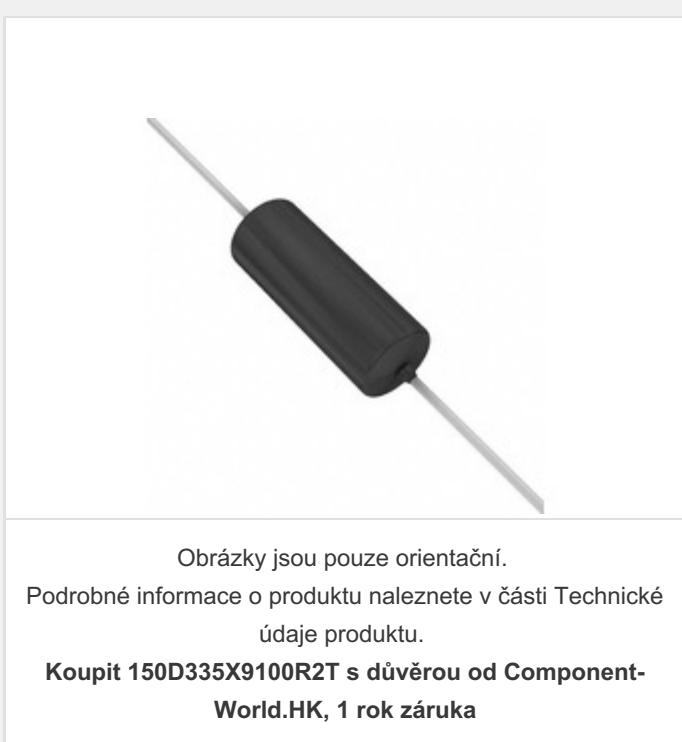 Obrázky jsou pouze orientační.
Podrobné informace o produktu naleznete v části Technické
údaje produktu.
Koupit 150D335X9100R2T s důvěrou od Component-
World.HK, 1 rok záruka